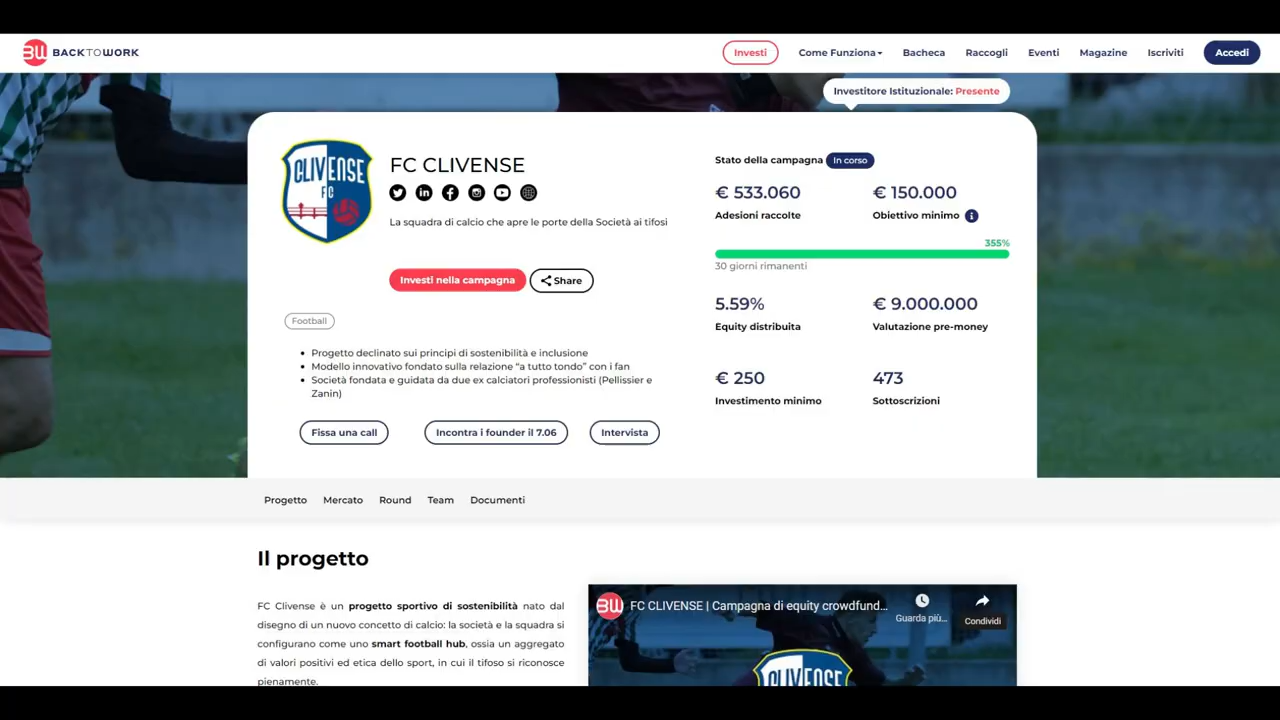 BACKTOWORK
Investi
Come Funziona
Bacheca
Raccogli
Eventi
Magazine
Iscriviti
Accedi
Investitore Istituzionale: Presente
CLIVENSE
FC
FC CLIVENSE
La squadra di calcio che apre le porte della Società ai tifosi
Investi nella campagna
Share
Football
• Progetto declinato sui principi di sostenibilità e inclusione
• Modello innovativo fondato sulla relazione “a tutto tondo” con i fan
• Società fondata e guidata da due ex calciatori professionisti (Pellissier e
Zanin)
Fissa una call
Incontra i founder il 7.06
Intervista
Stato della campagna In corso
€ 533.060
Adesioni raccolte
€ 150.000
Obiettivo minimo
355%
30 giorni rimanenti
5.59%
Equity distribuita
€ 9.000.000
Valutazione pre-money
€ 250
Investimento minimo
473
Sottoscrizioni
Progetto
Mercato
Round
Team
Documenti
Il progetto
FC Clivense è un progetto sportivo di sostenibilità nato dal
disegno di un nuovo concetto di calcio: la società e la squadra si
configurano come uno smart football hub, ossia un aggregato
di valori positivi ed etica dello sport, in cui il tifoso si riconosce
pienamente.
BW
FC CLIVENSE | Campagna di equity crowdfund...
Guarda più...
Condividi
CLIVENSE